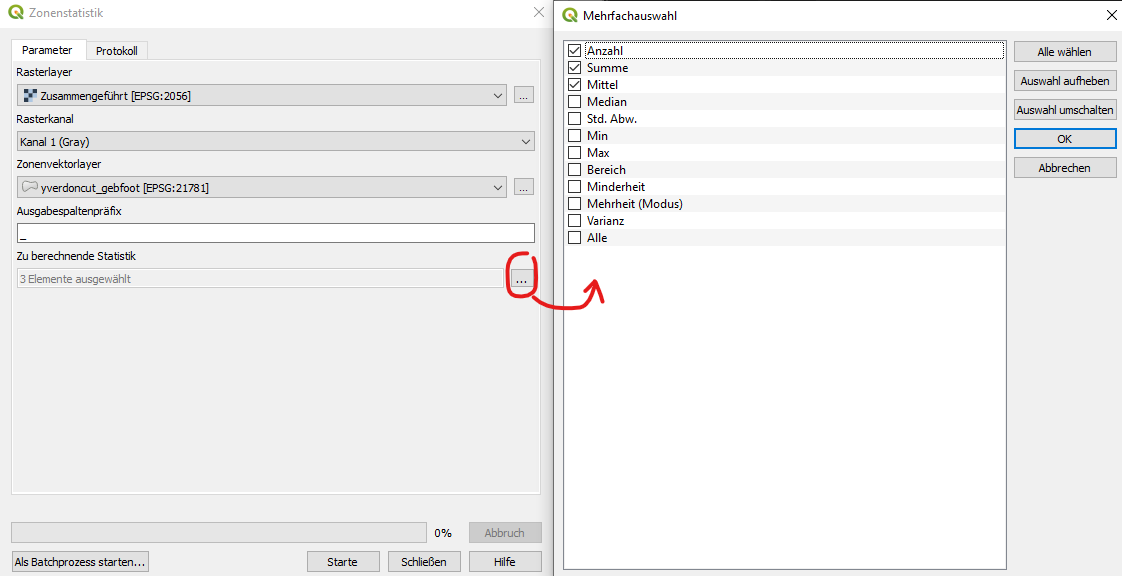 Zonenstatistik
Parameter
Protokoll
Rasterlayer
Zusammengeführt [EPSG:2056]
...
Rasterkanal
Kanal 1 (Gray)
Zonenvektorlayer
yverdoncut_gebfoot [EPSG:21781]
...
Ausgabespaltenpräfix
_
Zu berechnende Statistik
3 Elemente ausgewählt
...
0%
Abbruch
Als Batchprozess starten...
Starte
Schließen
Hilfe
Mehrfachauswahl
Anzahl
Summe
Mittel
Median
Std. Abw.
Min
Max
Bereich
Minderheit
Mehrheit (Modus)
Varianz
Alle
Alle wählen
Auswahl aufheben
Auswahl umschalten
OK
Abbrechen